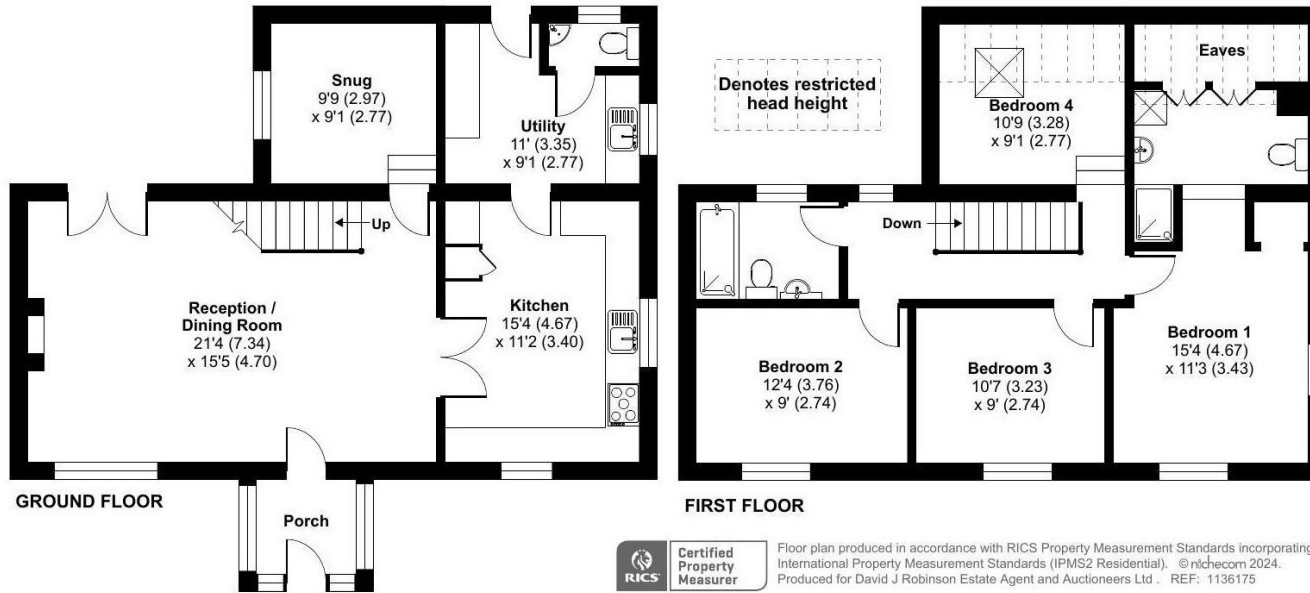 Snug
9'9 (2.97)
x 9'1 (2.77)
Utility
11' (3.35)
x 9'1 (2.77)
Up
Reception /
Dining Room
21'4 (7.34)
x 15'5 (4.70)
Kitchen
15'4 (4.67)
x 11'2 (3.40)
GROUND FLOOR
Porch
Denotes restricted
head height
Bedroom 4
10'9 (3.28)
x 9'1 (2.77)
Eaves
Down
Bedroom 2
12'4 (3.76)
x 9' (2.74)
Bedroom 3
10'7 (3.23)
x 9' (2.74)
Bedroom 1
15'4 (4.67)
x 11'3 (3.43)
FIRST FLOOR
RICS
Certified
Property
Measurer
Floor plan produced in accordance with RICS Property Measurement Standards incorporating
International Property Measurement Standards (IPMS2 Residential). © nichecom 2024.
Produced for David J Robinson Estate Agent and Auctioneers Ltd . REF: 1136175